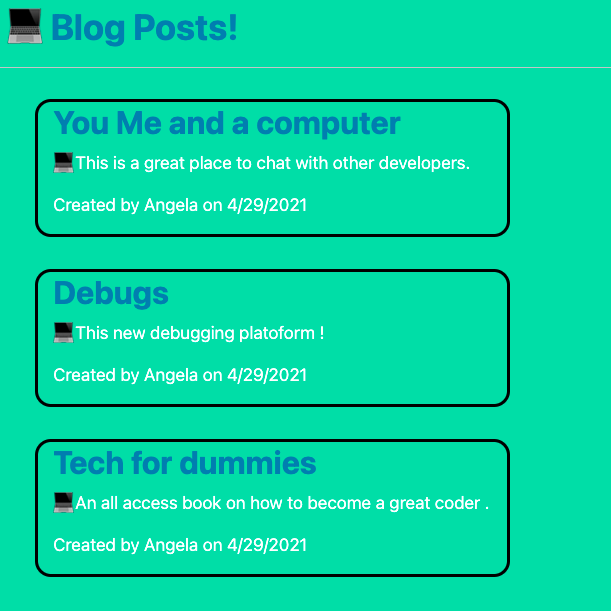 Blog Posts!
You Me and a computer
This is a great place to chat with other developers.
Created by Angela on 4/29/2021
Debugs
This new debugging platoform !
Created by Angela on 4/29/2021
Tech for dummies
An all access book on how to become a great coder .
Created by Angela on 4/29/2021